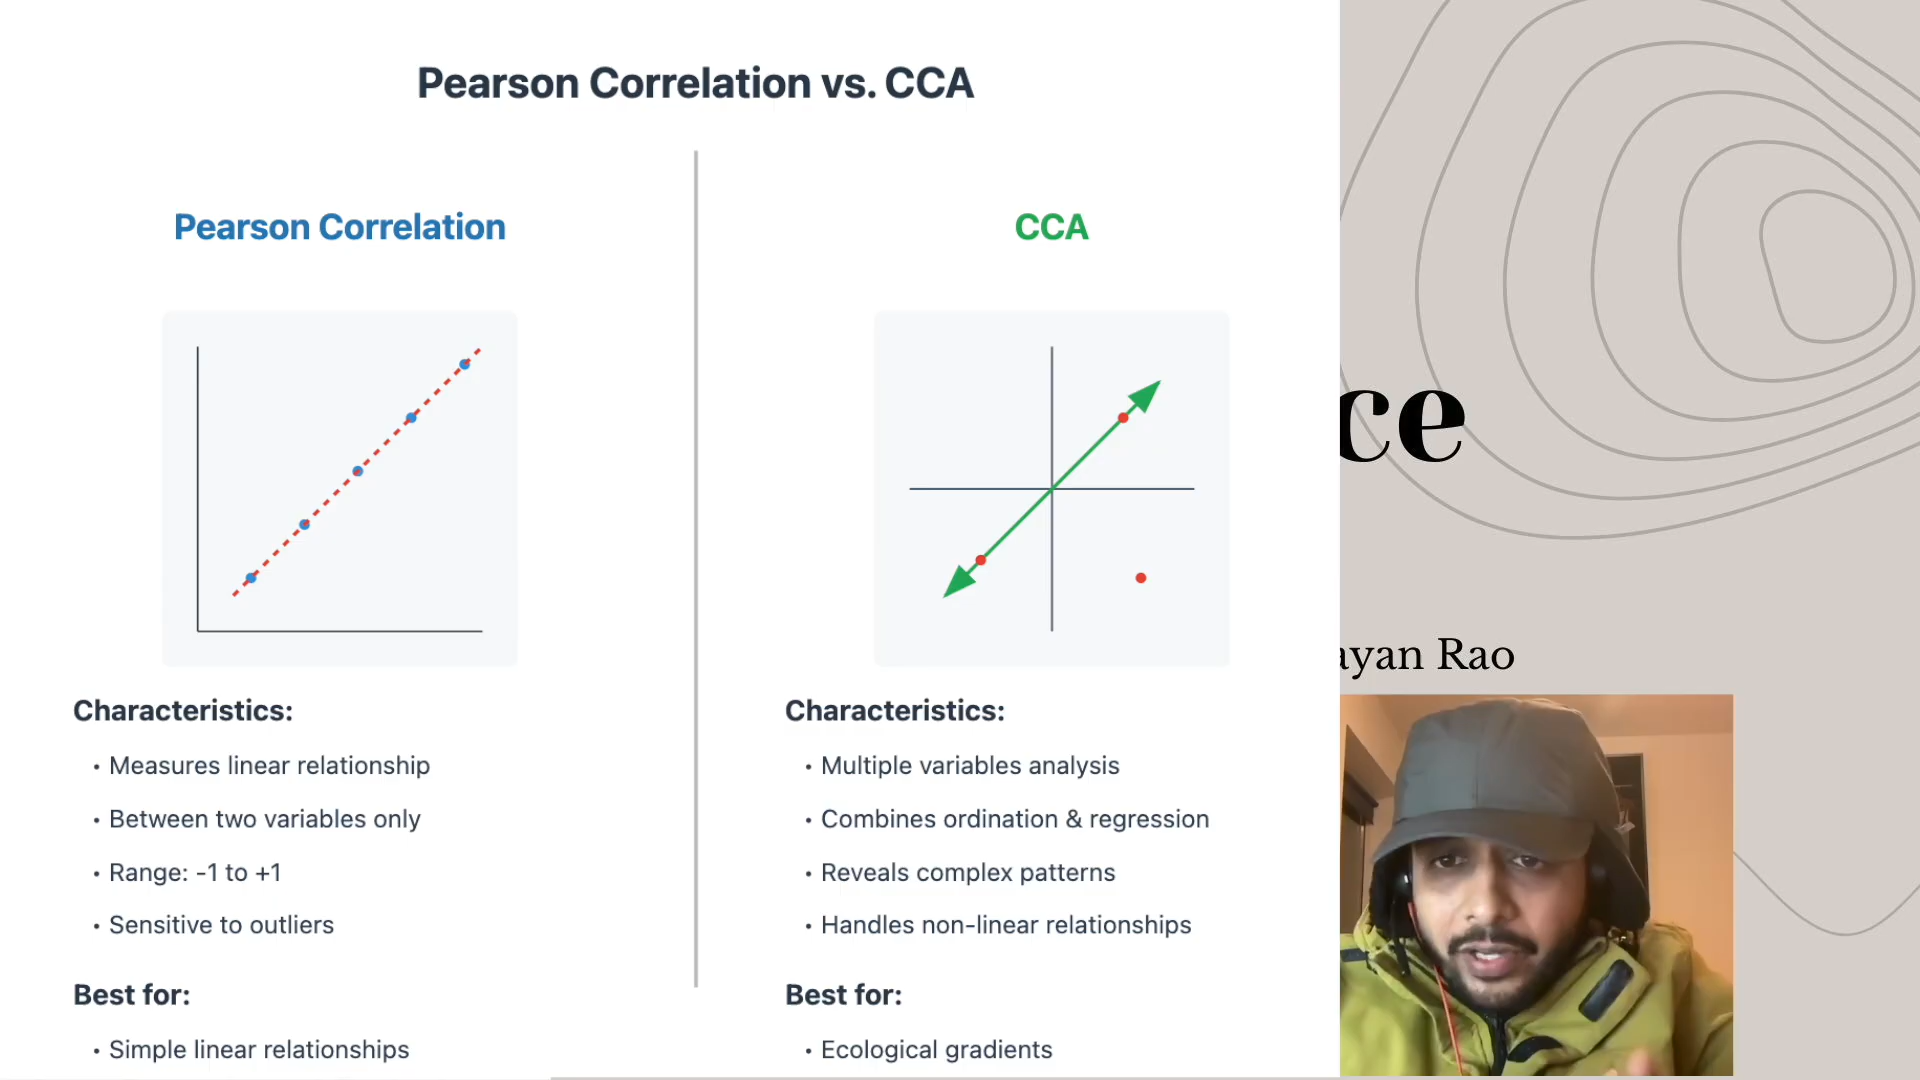 Pearson Correlation vs. CCA
Pearson Correlation
Characteristics:
• Measures linear relationship
• Between two variables only
• Range: -1 to +1
• Sensitive to outliers
Best for:
• Simple linear relationships
CCA
Characteristics:
• Multiple variables analysis
• Combines ordination & regression
• Reveals complex patterns
• Handles non-linear relationships
Best for:
• Ecological gradients
ce
ayan Rao